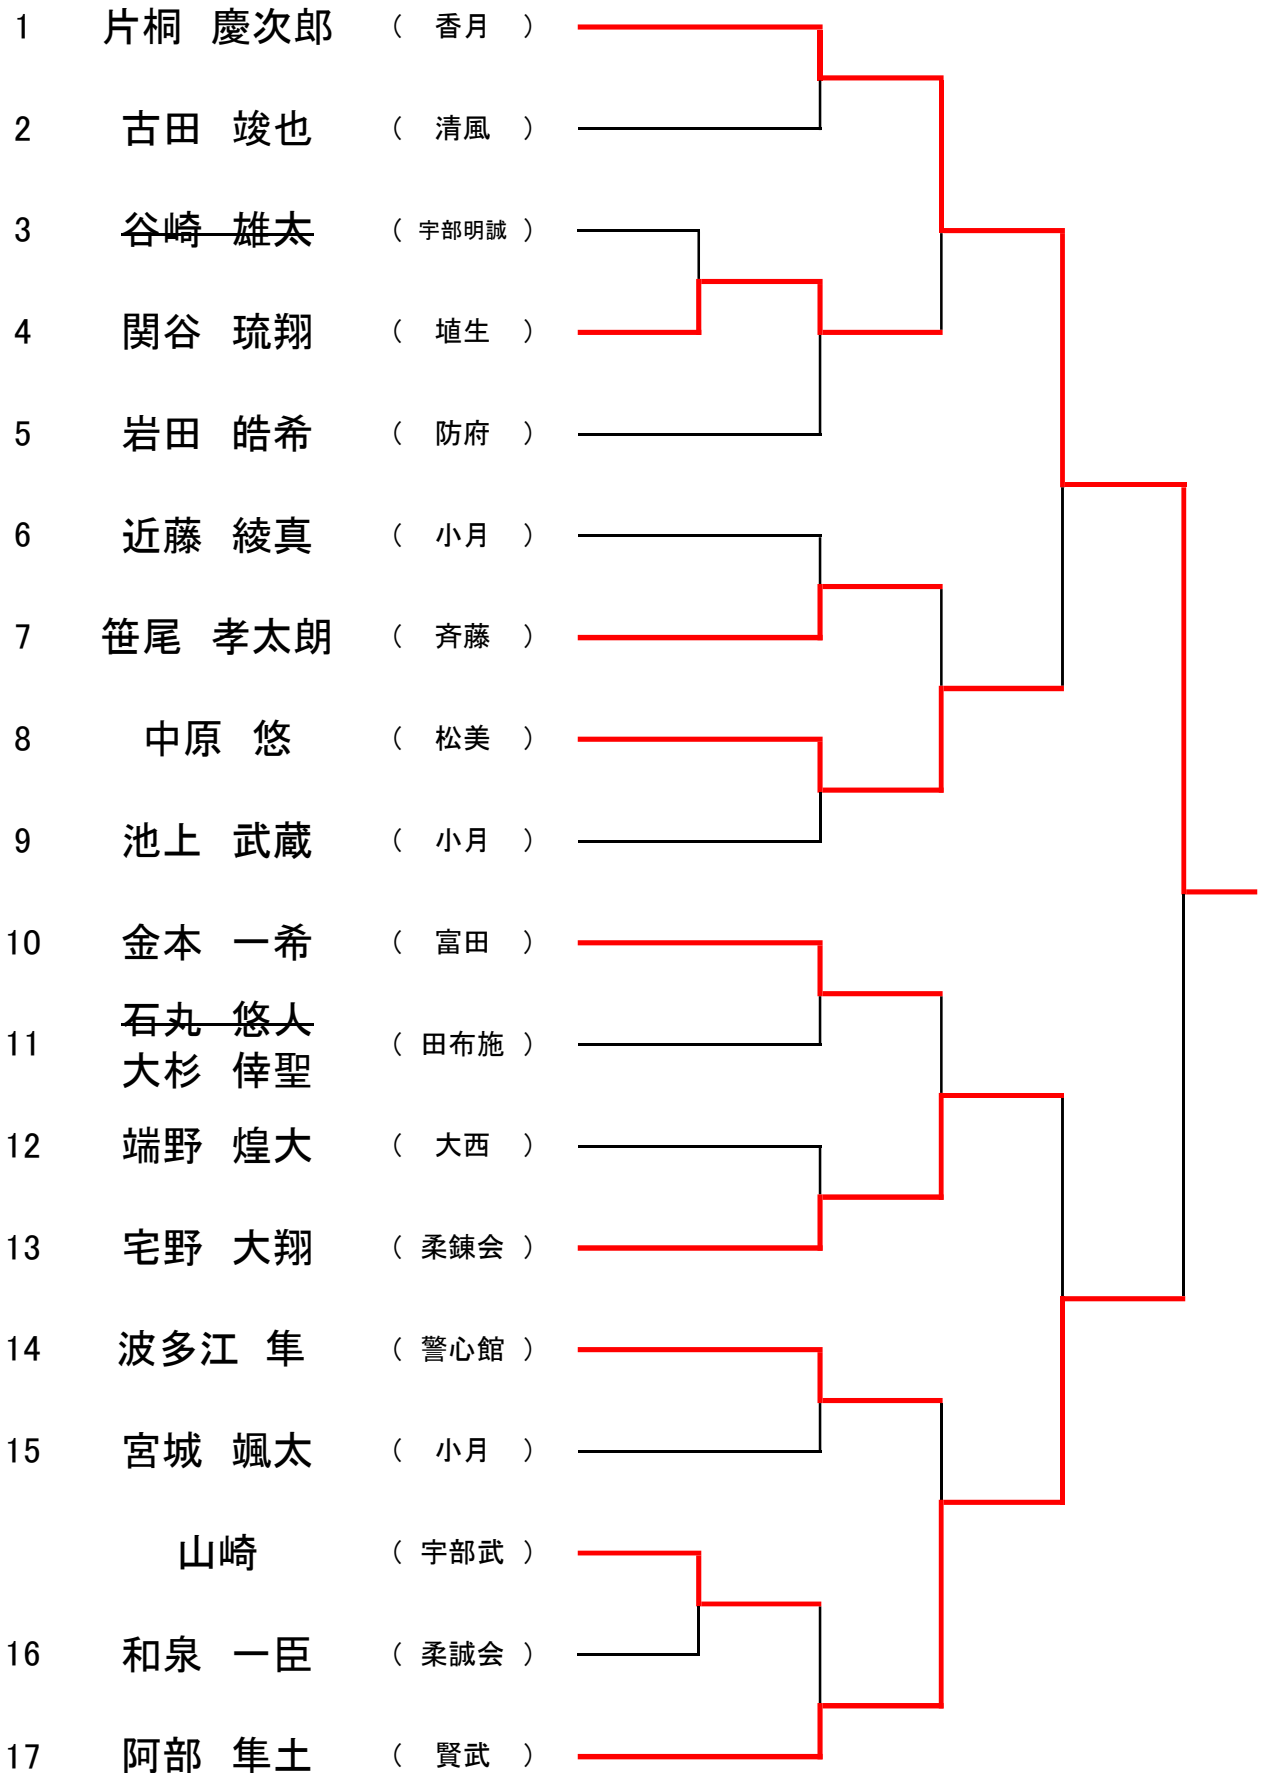 1 片桐 慶次郎 ( 香月 )
2 古田 竣也 ( 清風 )
3 谷崎 雄太 ( 宇部明誠 )
4 関谷 琉翔 ( 埴生 )
5 岩田 皓希 ( 防府 )
6 近藤 綾真 ( 小月 )
7 笹尾 孝太朗 ( 斉藤 )
8 中原 悠 ( 松美 )
9 池上 武蔵 ( 小月 )
10 金本 一希 ( 富田 )
石丸 悠人
11 大杉 倖聖 ( 田布施 )
12 端野 煌大 ( 大西 )
13 宅野 大翔 ( 柔錬会 )
14 波多江 隼 ( 警心館 )
15 宮城 颯太 ( 小月 )
山崎 ( 宇部武 )
16 和泉 一臣 ( 柔誠会 )
17 阿部 隼土 ( 賢武 )